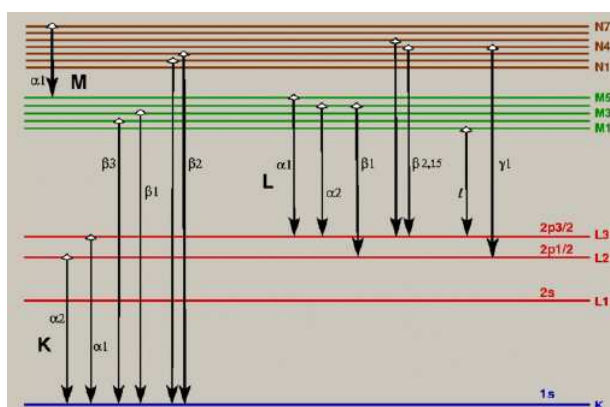 N7
N4
N1
α1 M
M5
M3
M1
β3 β1 β2 L α1 α2 β1 β2,15 ℓ γ1
2p3/2 L3
2p1/2 L2
2s L1
α2 K α1
1s K